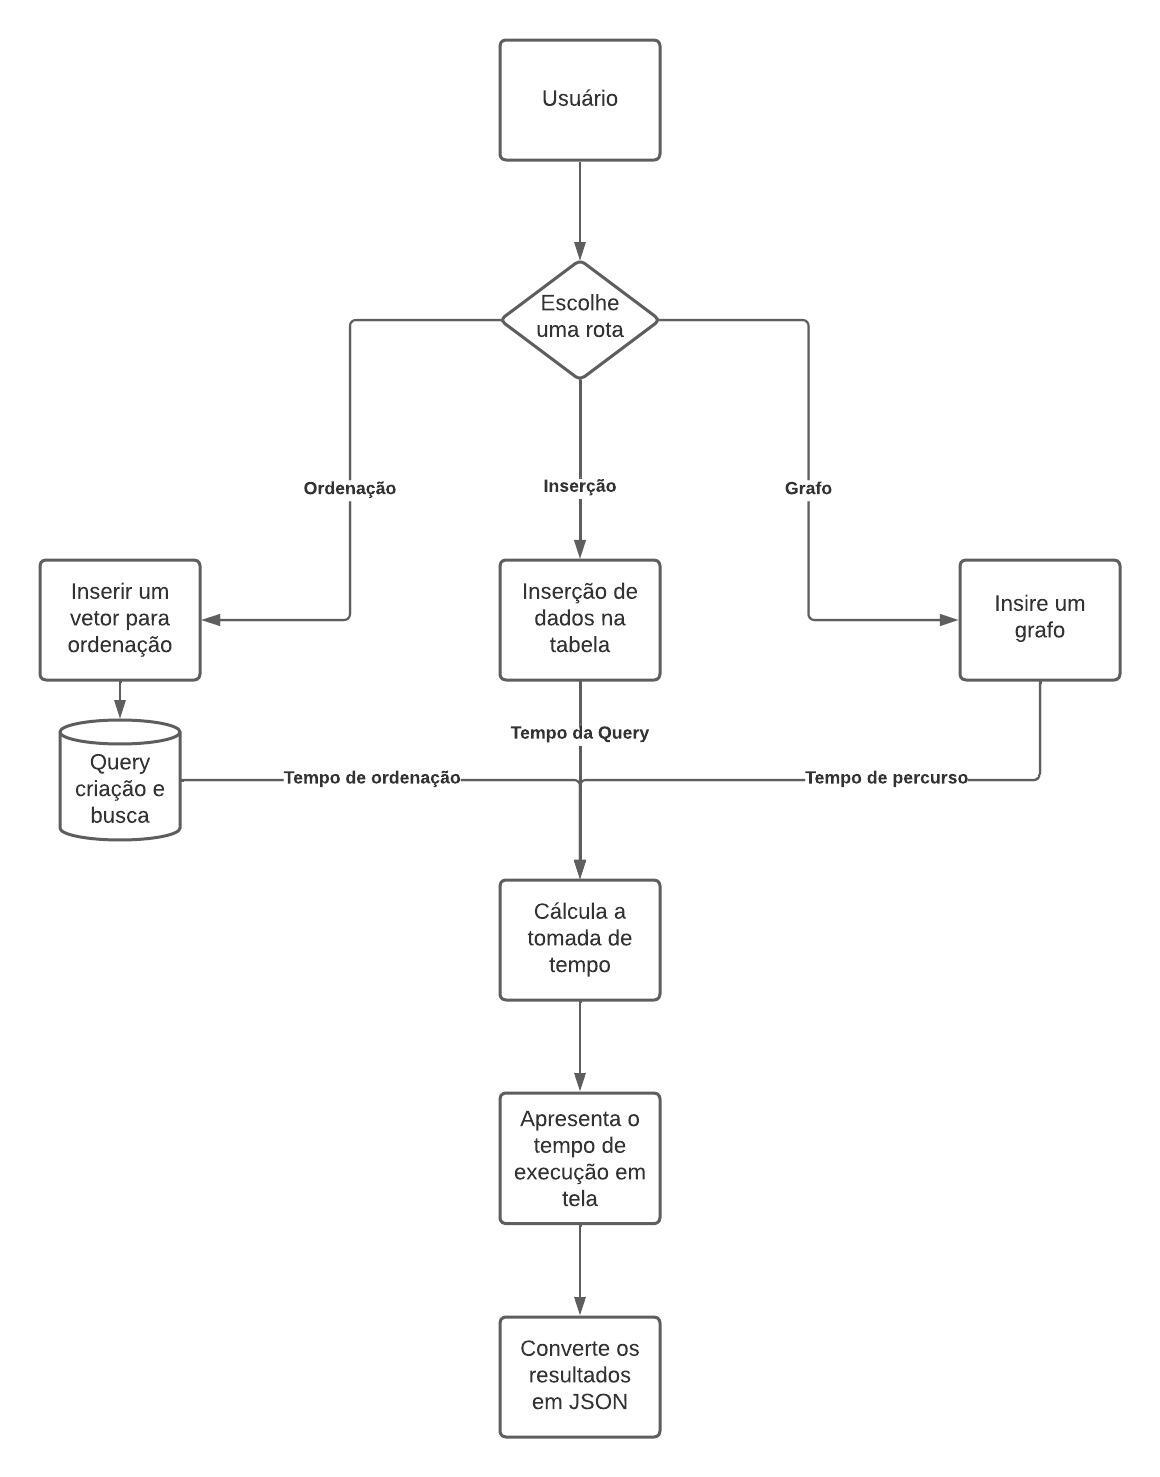 Usuário
Escolhe
uma rota
Ordenação
Inserção
Grafo
Inserir um
vetor para
ordenação
Inserção de
dados na
tabela
Insire um
grafo
Tempo da Query
Query
criação e
busca
Tempo de ordenação
Tempo de percurso
Cálcula a
tomada de
tempo
Apresenta o
tempo de
execução em
tela
Converte os
resultados
em JSON